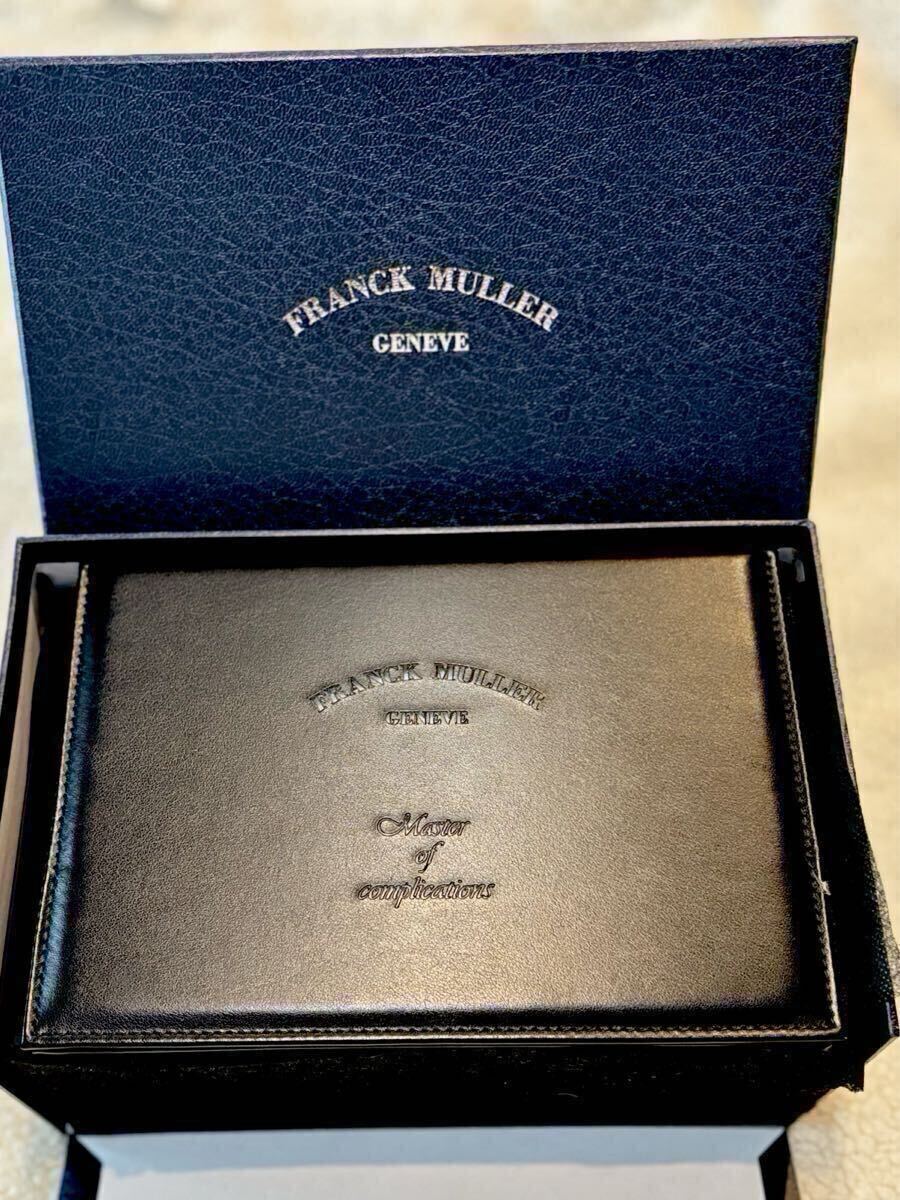 FRANCK MULLER
GENEVE
FRANCK MULLER
GENEVE
Master
of
complications